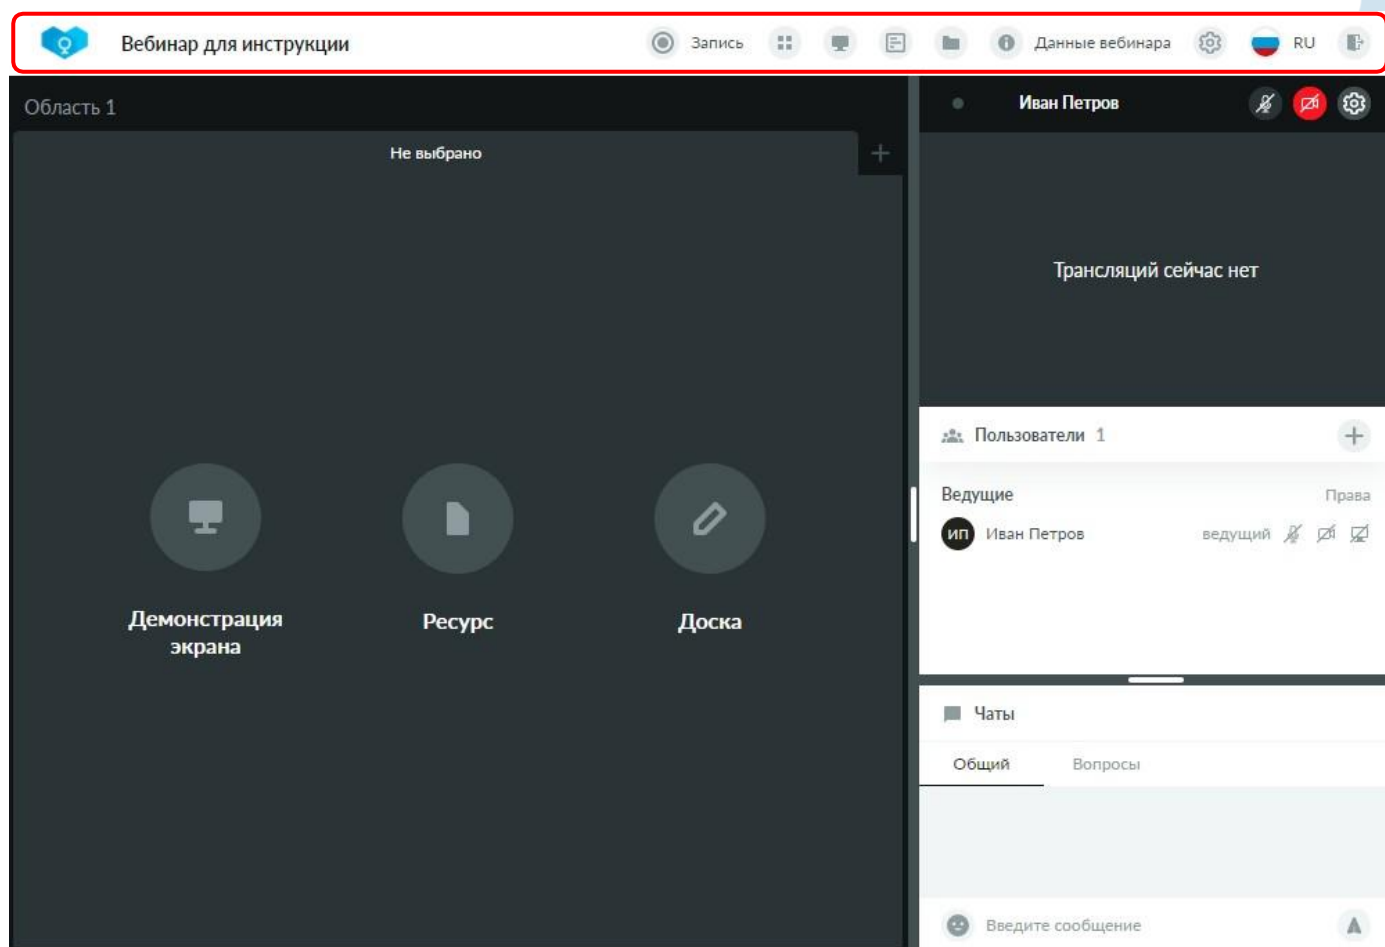 Вебинар для инструкции
Запись
Данные вебинара
RU
Область 1
Не выбрано
Демонстрация
экрана
Ресурс
Доска
Иван Петров
Трансляций сейчас нет
Пользователи 1
Ведущие
Права
ИП Иван Петров
ведущий
Чаты
Общий
Вопросы
Введите сообщение